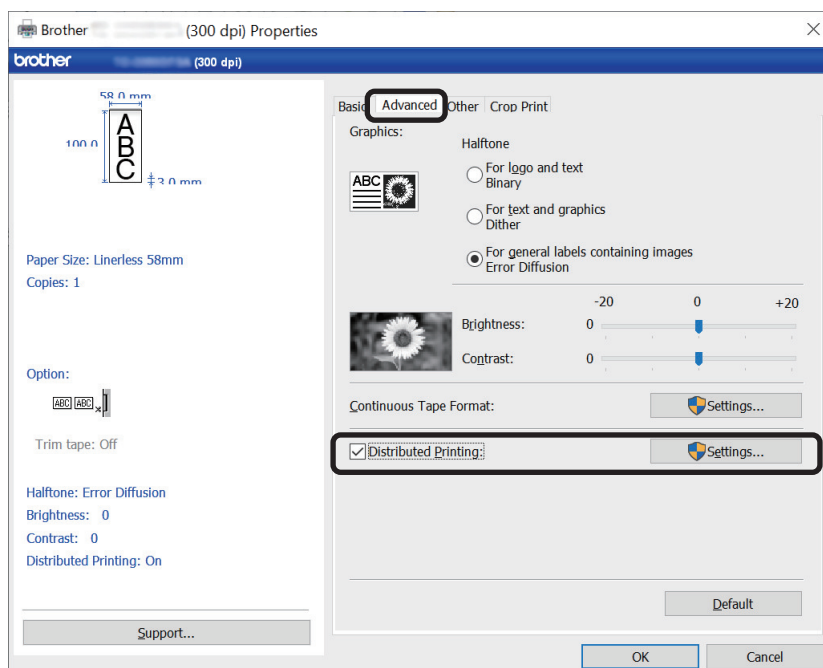 Brother (300 dpi) Properties
brother (300 dpi)
58.0 mm
100.0
A
B
C
3.0 mm
Paper Size: Linerless 58mm
Copies: 1
Option:
ABC ABC
Trim tape: Off
Halftone: Error Diffusion
Brightness: 0
Contrast: 0
Distributed Printing: On
Support...
Basic Advanced Other Crop Print
Graphics:
Halftone
ABC
For logo and text
Binary
For text and graphics
Dither
For general labels containing images
Error Diffusion
-20 0 +20
Brightness: 0
Contrast: 0
Continuous Tape Format: Settings...
Distributed Printing: Settings...
Default
OK Cancel